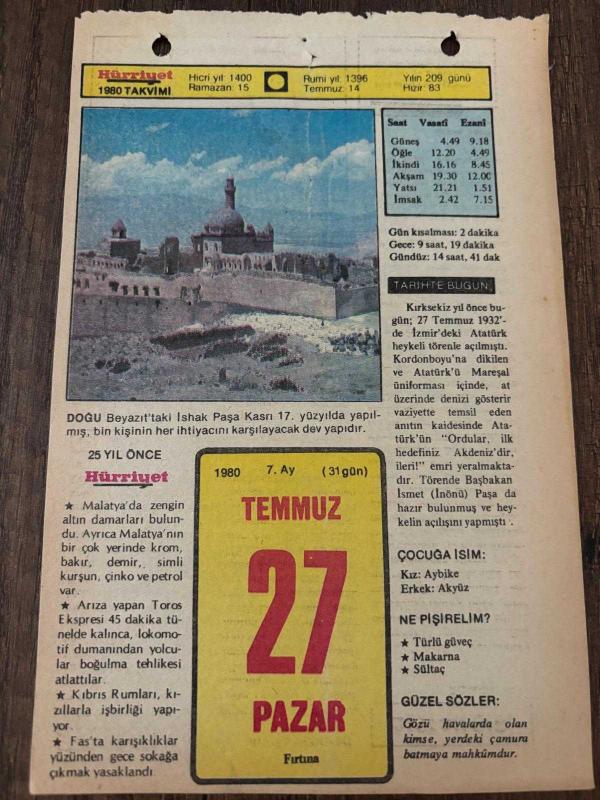 Hürriyet
1980 TAKVİMİ
Hicri yıl: 1400
Ramazan: 15
Rumi yıl: 1396
Temmuz: 14
Yılın 209. günü
Hızır: 83
Saat Vasatî Ezanî
Güneş 4.49 9.18
Öğle 12.20 4.49
İkindi 16.16 8.45
Akşam 19.30 12.00
Yatsı 21.21 1.51
İmsak 2.42 7.15
Gün kısalması: 2 dakika
Gece: 9 saat, 19 dakika
Gündüz: 14 saat, 41 dak
TARİHTE BUGÜN
Kırksekiz yıl önce bu-
gün; 27 Temmuz 1932'-
de İzmir'deki Atatürk
heykeli törenle açılmıştı.
Kordonboyu'na dikilen
ve Atatürk'ü Mareşal
üniforması içinde, at
üzerinde denizi gösterir
vaziyette temsil eden
anıtın kaidesinde Ata-
türk'ün "Ordular, ilk
hedefiniz Akdeniz'dir,
ileri!" emri yeralmakta-
dır. Törende Başbakan
İsmet (İnönü) Paşa da
hazır bulunmuş ve hey-
kelin açılışını yapmıştı.
DOĞU Beyazıt'taki İshak Paşa Kasrı 17. yüzyılda yapıl-
mış, bin kişinin her ihtiyacını karşılayacak dev yapıdır.
25 YIL ÖNCE
Hürriyet
★ Malatya'da zengin
altın damarları bulun-
du. Ayrıca Malatya'nın
bir çok yerinde krom,
bakır, demir, simli
kurşun, çinko ve petrol
var.
★ Arıza yapan Toros
Ekspresi 45 dakika tü-
nelde kalınca, lokomo-
tif dumanından yolcu-
lar boğulma tehlikesi
atlattılar.
★ Kıbrıs Rumları, kı-
zıllarla işbirliği yapı-
yor.
★ Fas'ta karışıklıklar
yüzünden gece sokağa
çıkmak yasaklandı.
1980 7. Ay (31 gün)
TEMMUZ
27
PAZAR
Fırtına
ÇOCUĞA İSİM:
Kız: Aybike
Erkek: Akyüz
NE PİŞİRELİM?
★ Türlü güveç
★ Makarna
★ Sültaç
GÜZEL SÖZLER:
Gözü havalarda olan
kimse, yerdeki çamura
batmaya mahkûmdur.